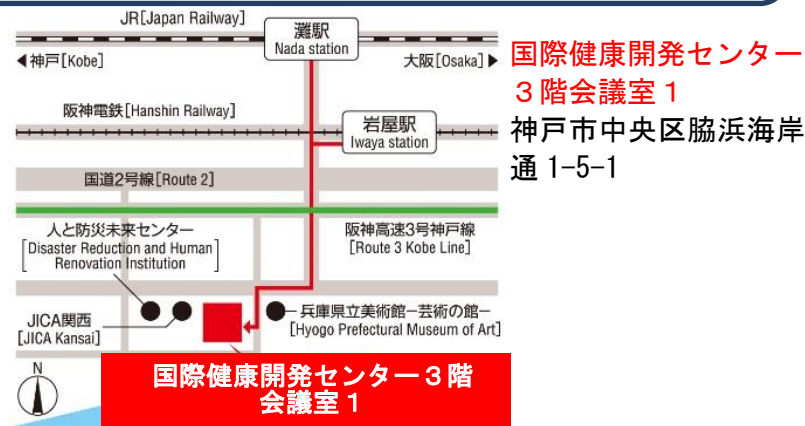 JR[Japan Railway]
灘駅
Nada station
◀神戸[Kobe]
大阪[Osaka]▶
阪神電鉄[Hanshin Railway]
岩屋駅
Iwaya station
国道2号線[Route 2]
人と防災未来センター
[Disaster Reduction and Human
Renovation Institution]
阪神高速3号神戸線
[Route 3 Kobe Line]
JICA関西
[JICA Kansai]
兵庫県立美術館−芸術の館−
[Hyogo Prefectural Museum of Art]
N
国際健康開発センター３階
会議室１
国際健康開発センター
３階会議室１
神戸市中央区脇浜海岸
通 1-5-1